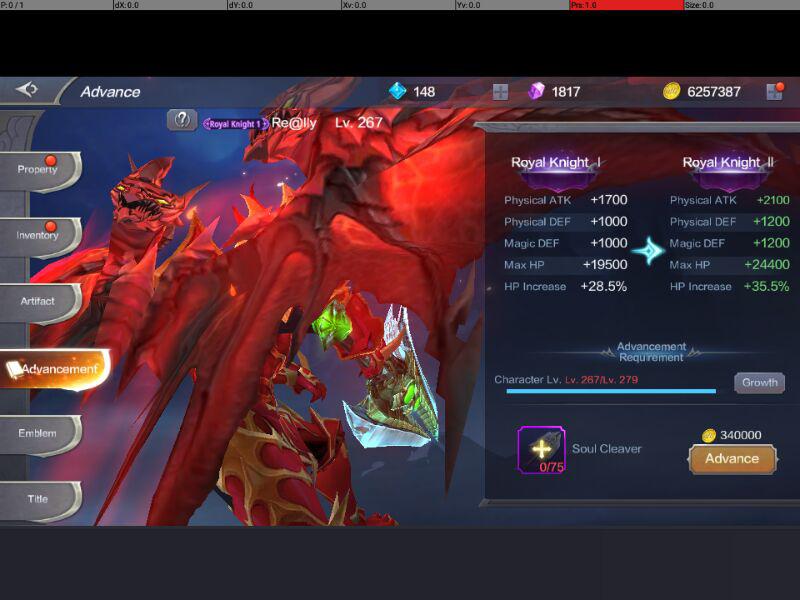 P: 0 / 1 dX: 0.0 dY: 0.0 Xv: 0.0 Yv: 0.0 Prs: 1.0 Size: 0.0
Advance 148 1817 6257387
? Royal Knight 1 Re@lly Lv. 267
Property
Inventory
Artifact
Advancement
Emblem
Title
Royal Knight I Royal Knight II
Physical ATK +1700 Physical ATK +2100
Physical DEF +1000 Physical DEF +1200
Magic DEF +1000 Magic DEF +1200
Max HP +19500 Max HP +24400
HP Increase +28.5% HP Increase +35.5%
Advancement
Requirement
Character Lv. Lv. 267/Lv. 279 Growth
0/75 Soul Cleaver
340000
Advance